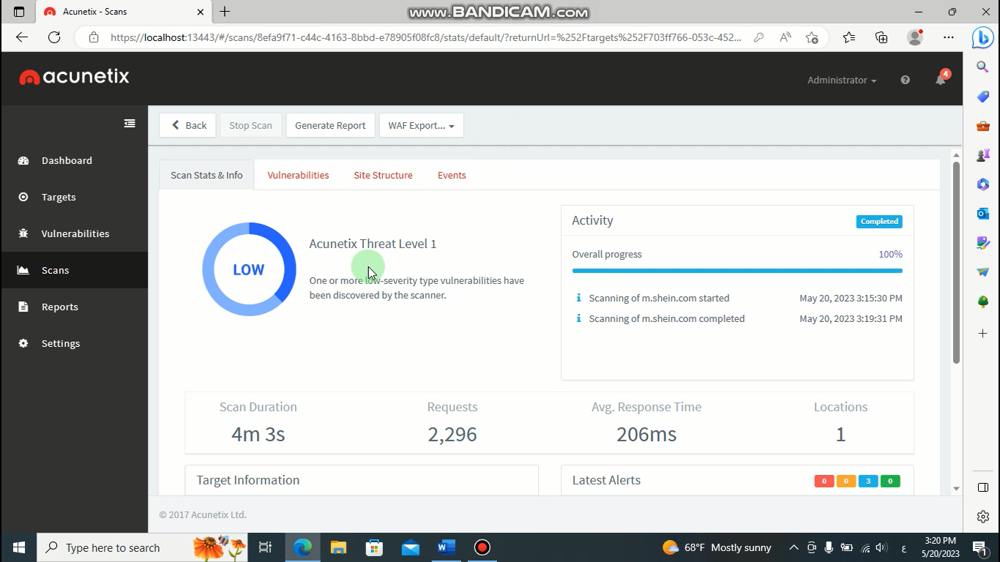 Acunetix - Scans
www.BANDICAM.com
https://localhost:13443/#/scans/8efa9f71-c44c-4163-8bbd-e78905f08fc8/stats/default/?returnUrl=%252Ftargets%252F703ff766-053c-452...
acunetix
Administrator
4
Back
Stop Scan
Generate Report
WAF Export...
Dashboard
Targets
Vulnerabilities
Scans
Reports
Settings
Scan Stats & Info
Vulnerabilities
Site Structure
Events
LOW
Acunetix Threat Level 1
One or more low-severity type vulnerabilities have
been discovered by the scanner.
Activity
Completed
Overall progress
100%
Scanning of m.shein.com started
May 20, 2023 3:15:30 PM
Scanning of m.shein.com completed
May 20, 2023 3:19:31 PM
Scan Duration
4m 3s
Requests
2,296
Avg. Response Time
206ms
Locations
1
Target Information
Latest Alerts
0
0
3
0
© 2017 Acunetix Ltd.
Type here to search
68°F Mostly sunny
ع
3:20 PM
5/20/2023
1